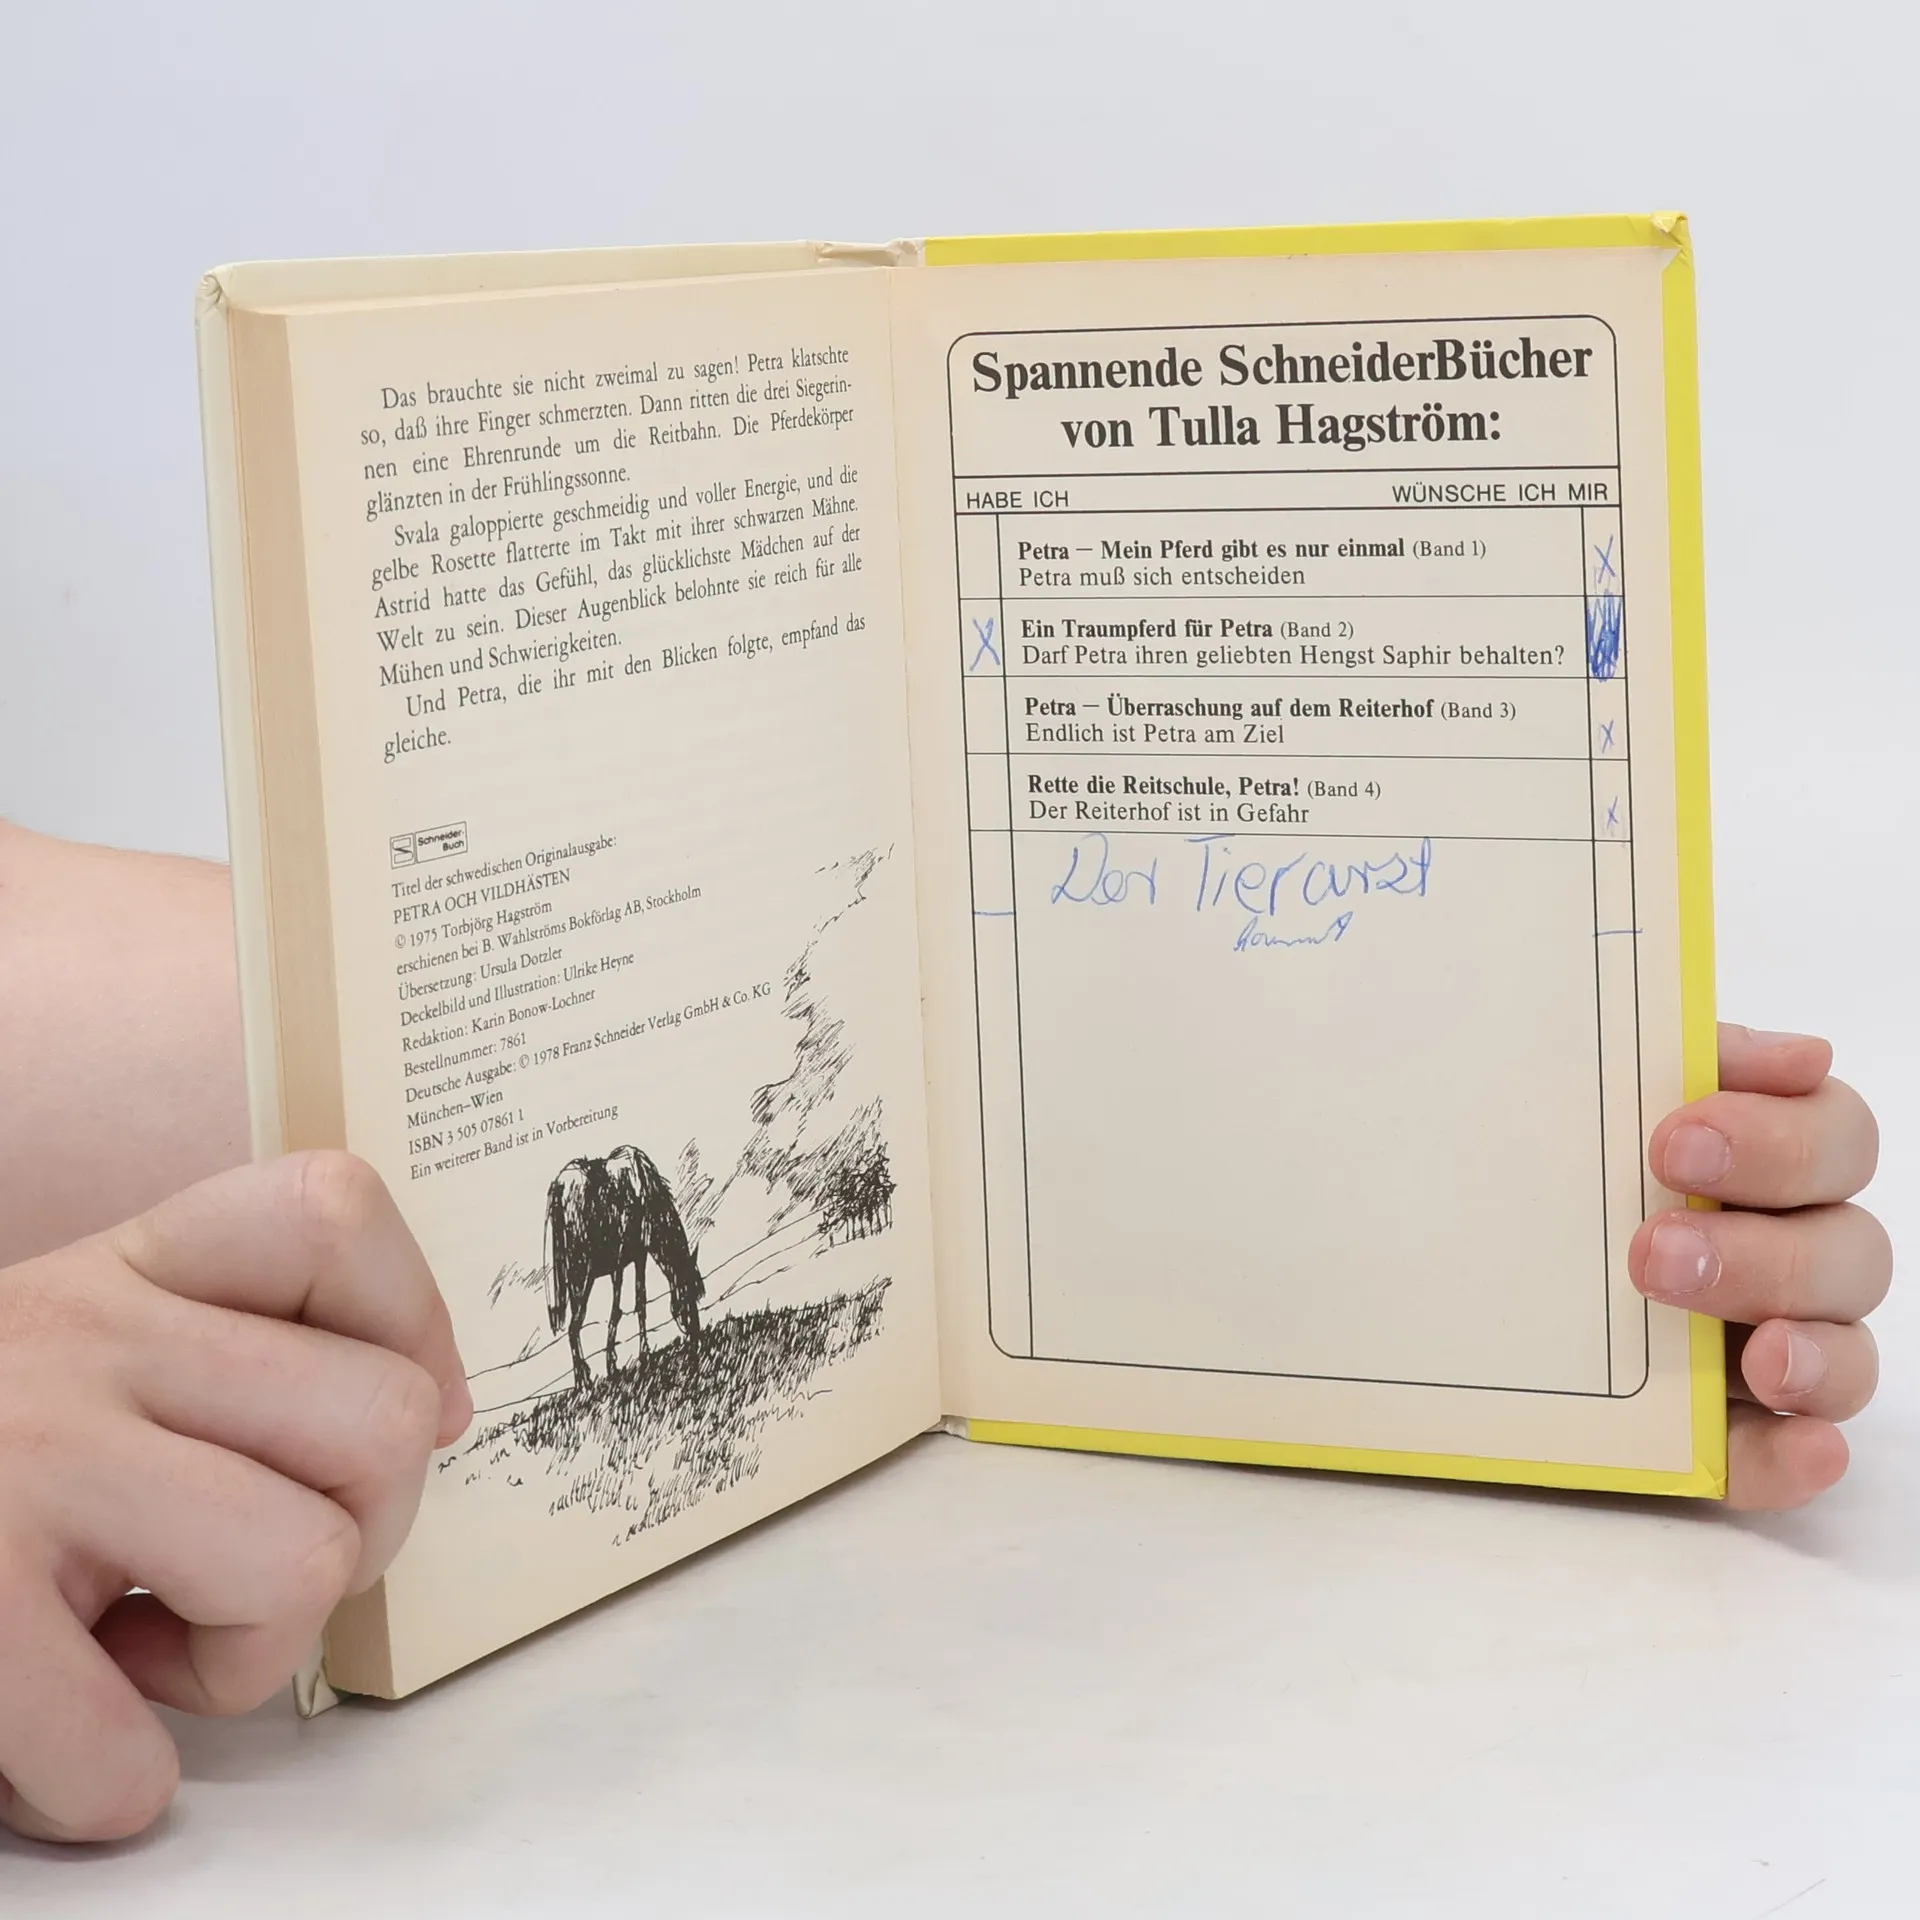 Das brauchte sie nicht zweimal zu sagen! Petra klatschte
so, daß ihre Finger schmerzten. Dann ritten die drei Siegerin-
nen eine Ehrenrunde um die Reitbahn. Die Pferdekörper
glänzten in der Frühlingssonne.
Svala galoppierte geschmeidig und voller Energie, und die
gelbe Rosette flatterte im Takt mit ihrer schwarzen Mähne.
Astrid hatte das Gefühl, das glücklichste Mädchen auf der
Welt zu sein. Dieser Augenblick belohnte sie reich für alle
Mühen und Schwierigkeiten.
Und Petra, die ihr mit den Blicken folgte, empfand das
gleiche.
Schneider-
Buch
Titel der schwedischen Originalausgabe:
PETRA OCH VILDHÄSTEN
© 1975 Torbjörg Hagström
erschienen bei B. Wahlströms Bokförlag AB, Stockholm
Übersetzung: Ursula Dotzler
Deckelbild und Illustration: Ulrike Heyne
Redaktion: Karin Bonow-Lochner
Bestellnummer: 7861
Deutsche Ausgabe: © 1978 Franz Schneider Verlag GmbH & Co. KG
München–Wien
ISBN 3 505 07861 1
Ein weiterer Band ist in Vorbereitung
Spannende SchneiderBücher
von Tulla Hagström:
HABE ICH WÜNSCHE ICH MIR
Petra — Mein Pferd gibt es nur einmal (Band 1) X
Petra muß sich entscheiden
X Ein Traumpferd für Petra (Band 2)
Darf Petra ihren geliebten Hengst Saphir behalten?
Petra — Überraschung auf dem Reiterhof (Band 3) X
Endlich ist Petra am Ziel
Rette die Reitschule, Petra! (Band 4) X
Der Reiterhof ist in Gefahr
Der Tierarzt